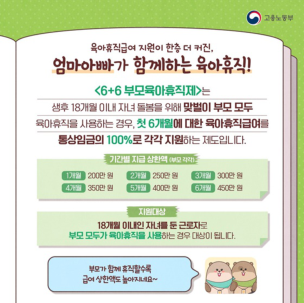 고용노동부
육아휴직급여 지원이 한층 더 커진,
엄마아빠가 함께하는 육아휴직!
<6+6 부모육아휴직제>는
생후 18개월 이내 자녀 돌봄을 위해 맞벌이 부모 모두
육아휴직을 사용하는 경우, 첫 6개월에 대한 육아휴직급여를
통상임금의 100%로 각각 지원하는 제도입니다.
기간별 지급 상한액 (부모 각각)
1개월 200만 원 2개월 250만 원 3개월 300만 원
4개월 350만 원 5개월 400만 원 6개월 450만 원
지원대상
18개월 이내인 자녀를 둔 근로자로
부모 모두가 육아휴직을 사용하는 경우 대상이 됩니다.
부모가 함께 휴직할수록
급여 상한액도 높아지네요~